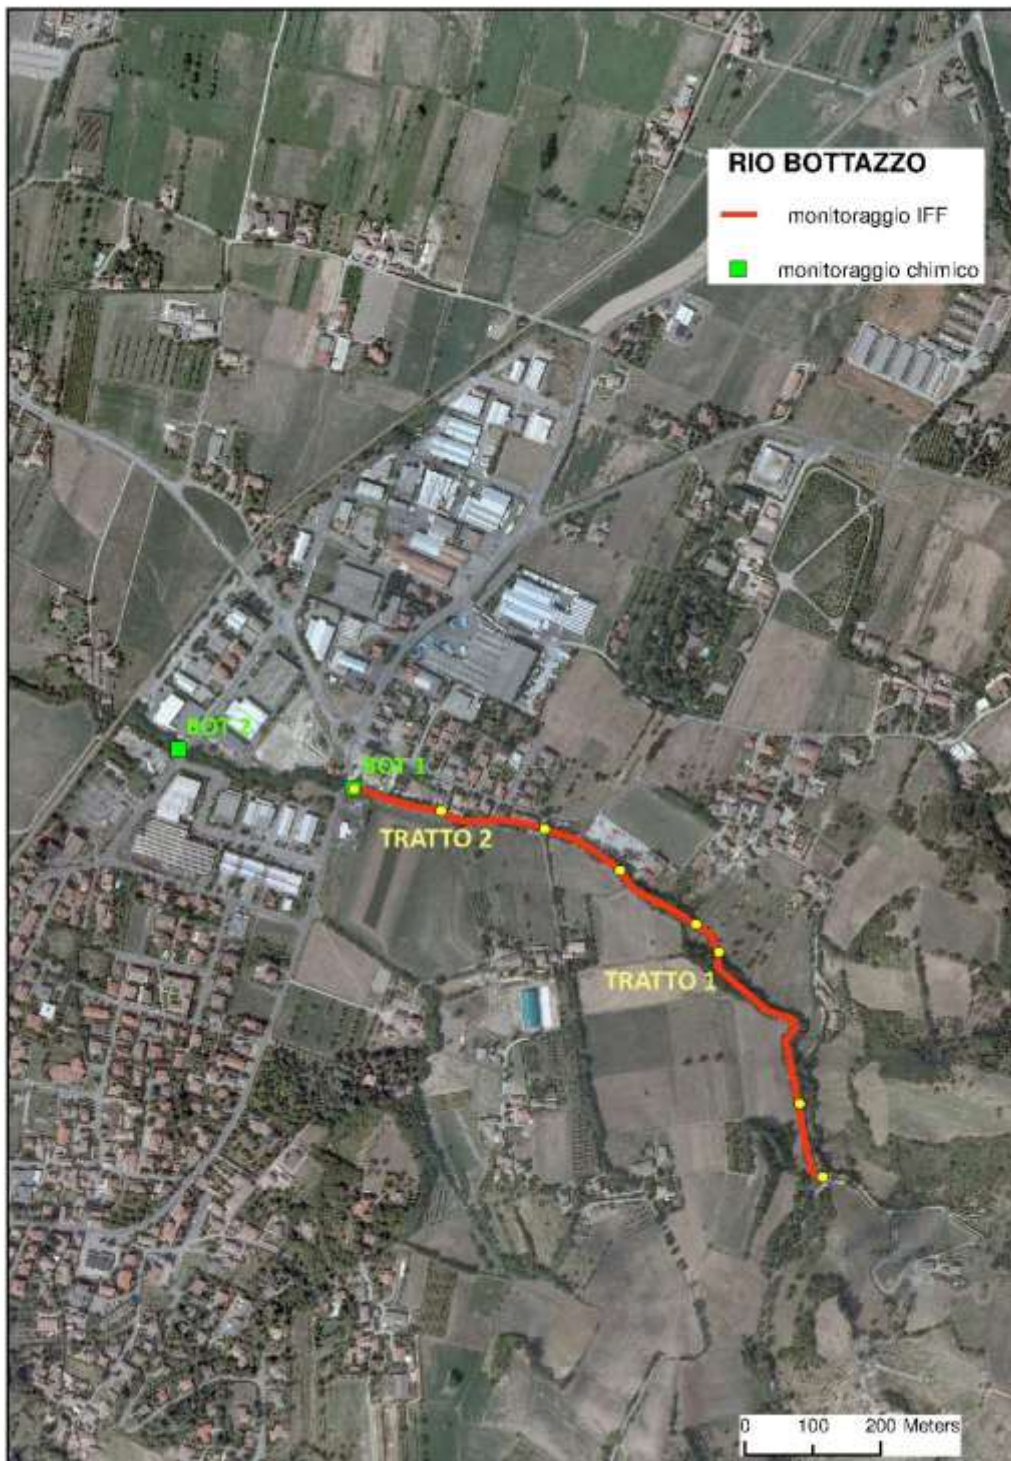 RIO BOTTAZZO
monitoraggio IFF
monitoraggio chimico
BOT 2
BOT 1
TRATTO 2
TRATTO 1
0 100 200 Meters